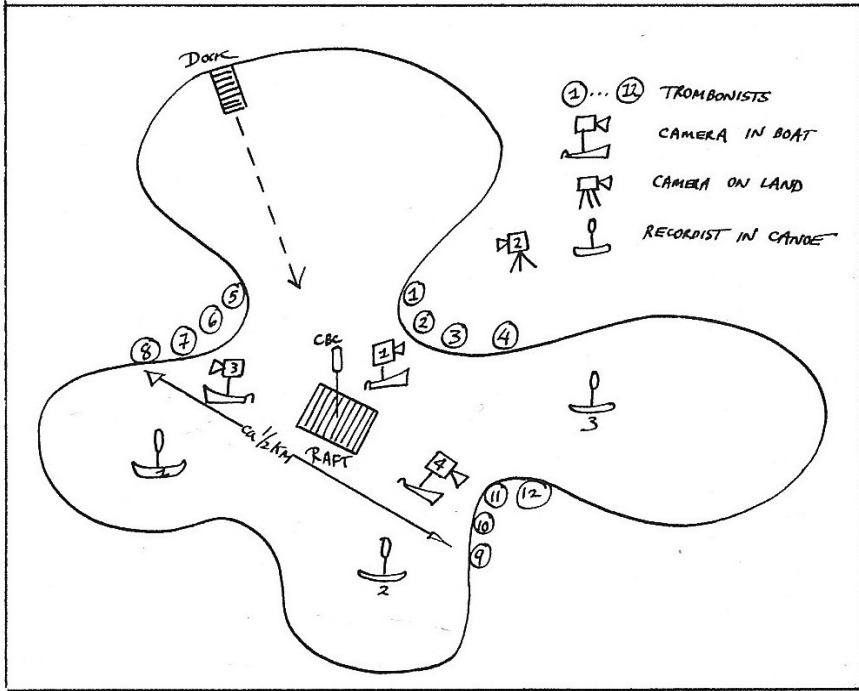 DOCK
1 ... 12 TROMBONISTS
CAMERA IN BOAT
CAMERA ON LAND
RECORDIST IN CANOE
2
5
6
7
8
1
2
3
4
CBC
1
3
RAFT
ca 1/2 KM
1
3
4
11
12
10
9
2